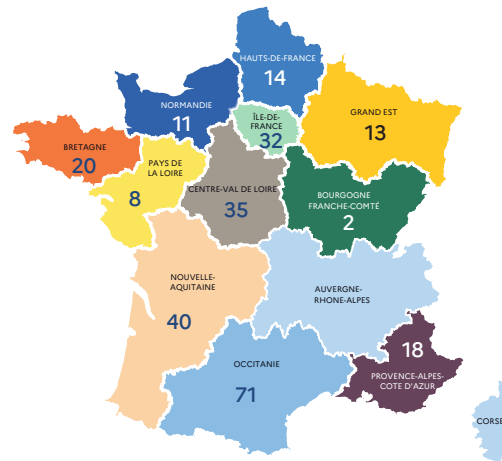 HAUTS-DE-FRANCE
14
NORMANDIE
11
ÎLE-DE-
FRANCE
32
GRAND EST
13
BRETAGNE
20
PAYS DE
LA LOIRE
8
CENTRE-VAL DE LOIRE
35
BOURGOGNE
FRANCHE-COMTÉ
2
NOUVELLE-
AQUITAINE
40
AUVERGNE-
RHONE-ALPES
OCCITANIE
71
18
PROVENCE-ALPES-
COTE D'AZUR
CORSE